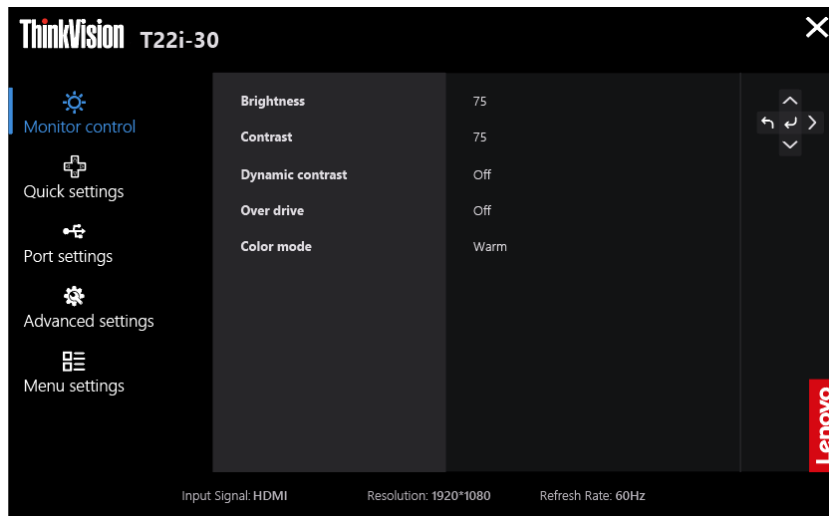 ThinkVision T22i-30
Monitor control
Quick settings
Port settings
Advanced settings
Menu settings
Brightness 75
Contrast 75
Dynamic contrast Off
Over drive Off
Color mode Warm
Lenovo
Input Signal: HDMI Resolution: 1920*1080 Refresh Rate: 60Hz